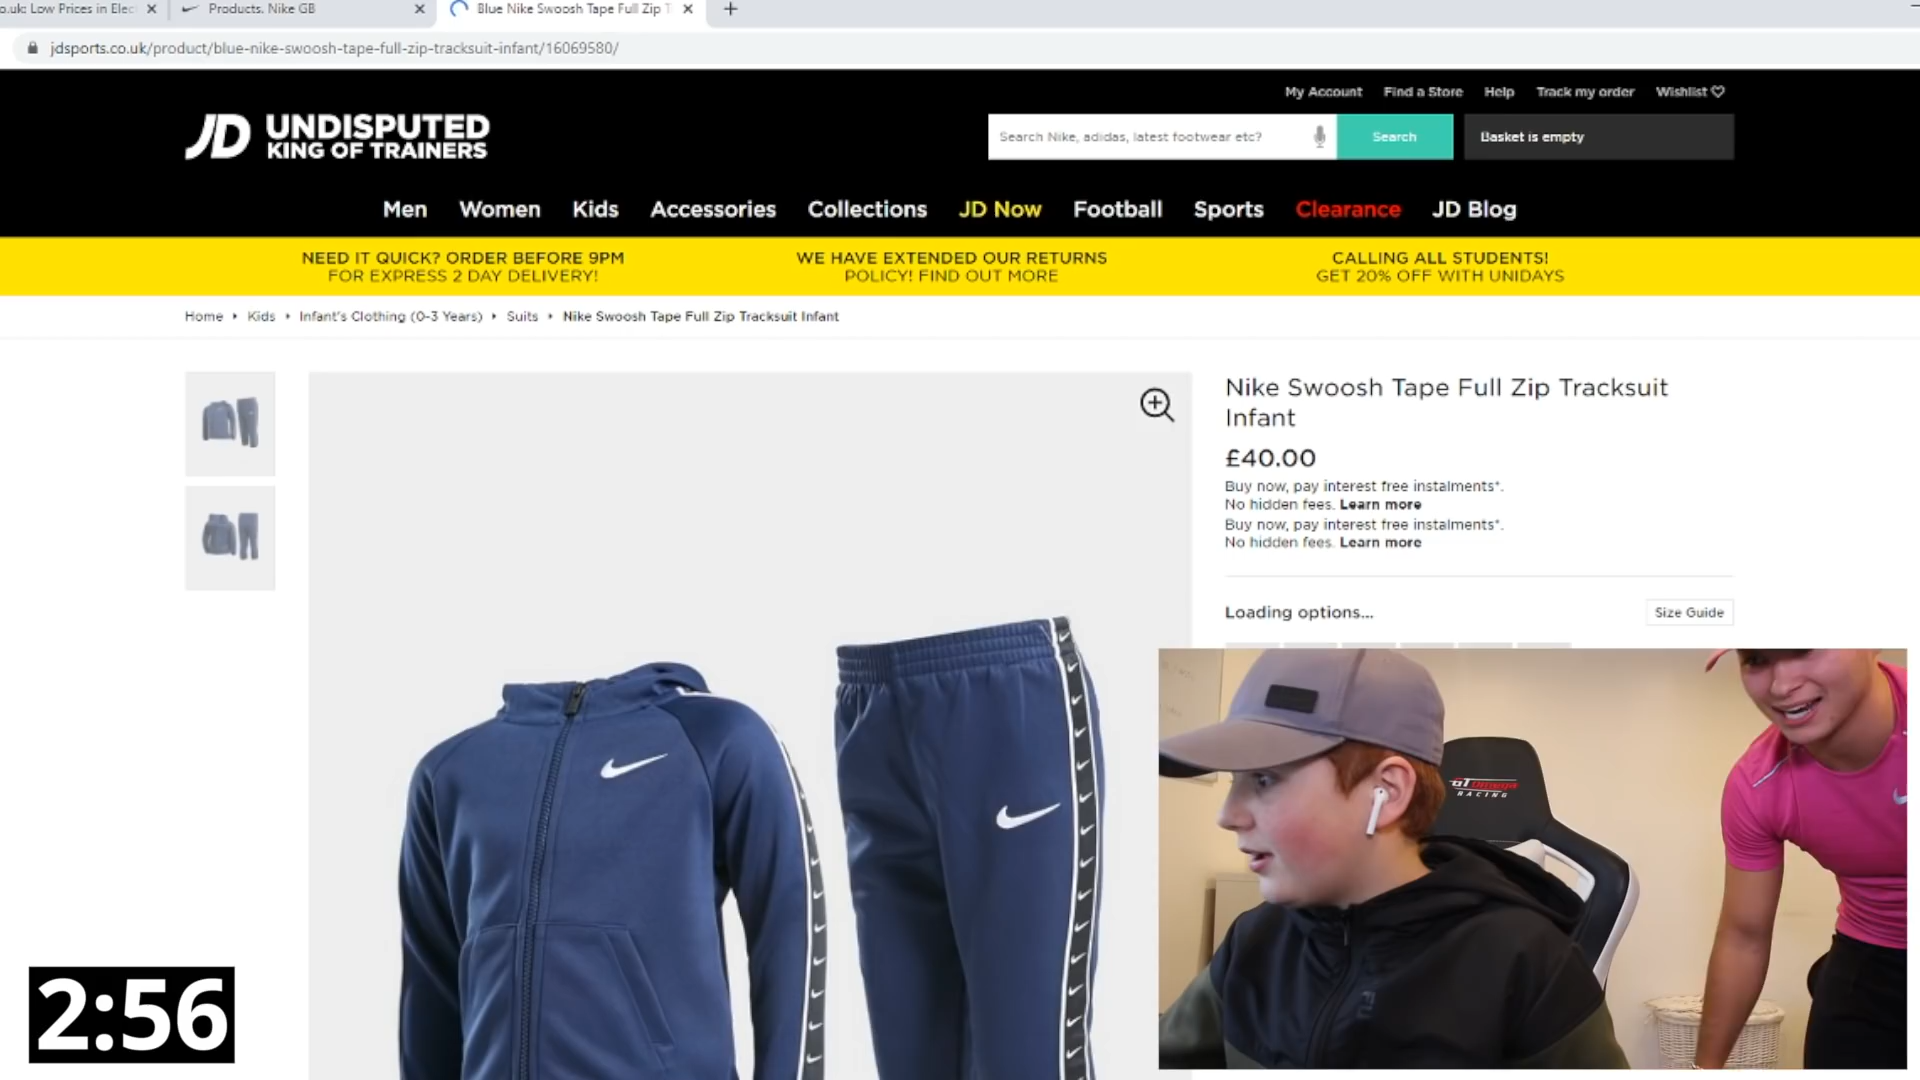 o.uk: Low Prices in Elec
Products. Nike GB
Blue Nike Swoosh Tape Full Zip T
jdsports.co.uk/product/blue-nike-swoosh-tape-full-zip-tracksuit-infant/16069580/
My Account Find a Store Help Track my order Wishlist
JD UNDISPUTED
KING OF TRAINERS
Search Nike, adidas, latest footwear etc?
Search
Basket is empty
Men Women Kids Accessories Collections JD Now Football Sports Clearance JD Blog
NEED IT QUICK? ORDER BEFORE 9PM
FOR EXPRESS 2 DAY DELIVERY!
WE HAVE EXTENDED OUR RETURNS
POLICY! FIND OUT MORE
CALLING ALL STUDENTS!
GET 20% OFF WITH UNIDAYS
Home Kids Infant's Clothing (0-3 Years) Suits Nike Swoosh Tape Full Zip Tracksuit Infant
Nike Swoosh Tape Full Zip Tracksuit
Infant
£40.00
Buy now, pay interest free instalments*.
No hidden fees. Learn more
Buy now, pay interest free instalments*.
No hidden fees. Learn more
Loading options...
Size Guide
GT omega
RACING
2:56